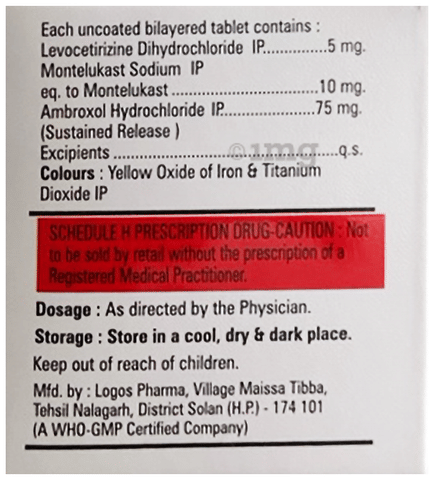 Each uncoated bilayered tablet contains :
Levocetirizine Dihydrochloride IP..............5 mg.
Montelukast Sodium IP
eq. to Montelukast ..................................10 mg.
Ambroxol Hydrochloride IP......................75 mg.
(Sustained Release )
Excipients .....................................................q.s.
1mg
Colours : Yellow Oxide of Iron & Titanium
Dioxide IP
SCHEDULE H PRESCRIPTION DRUG-CAUTION : Not
to be sold by retail without the prescription of a
Registered Medical Practitioner.
Dosage : As directed by the Physician.
Storage : Store in a cool, dry & dark place.
Keep out of reach of children.
Mfd. by : Logos Pharma, Village Maissa Tibba,
Tehsil Nalagarh, District Solan (H.P.) - 174 101
(A WHO-GMP Certified Company)